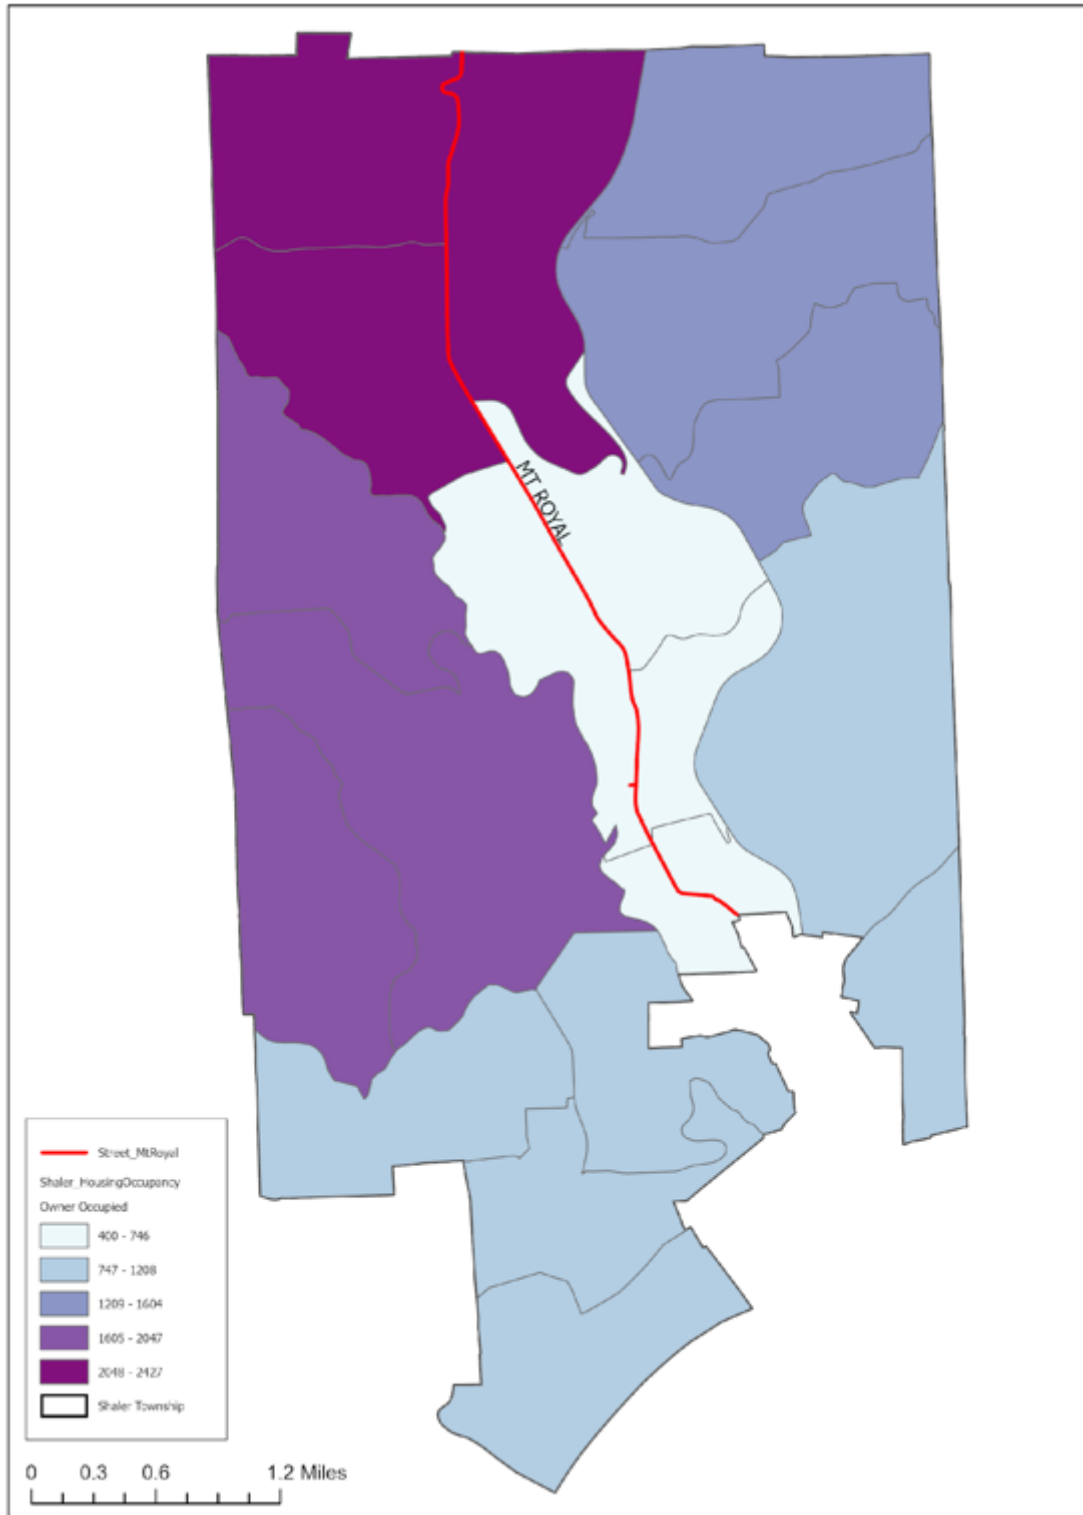 MT ROYAL
Street_MtRoyal
Shaler_HousingOccupancy
Owner Occupied
400 - 746
747 - 1208
1209 - 1604
1605 - 2047
2048 - 2427
Shaler Township
0 0.3 0.6 1.2 Miles